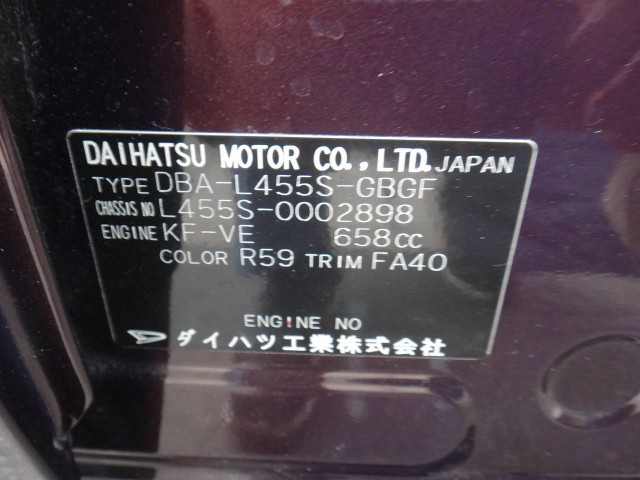 DAIHATSU MOTOR CO., LTD. JAPAN
TYPE DBA-L455S-GBGF
CHASSIS NO L455S-0002898
ENGINE KF-VE 658cc
COLOR R59 TRIM FA40
ENGINE NO
ダイハツ工業株式会社